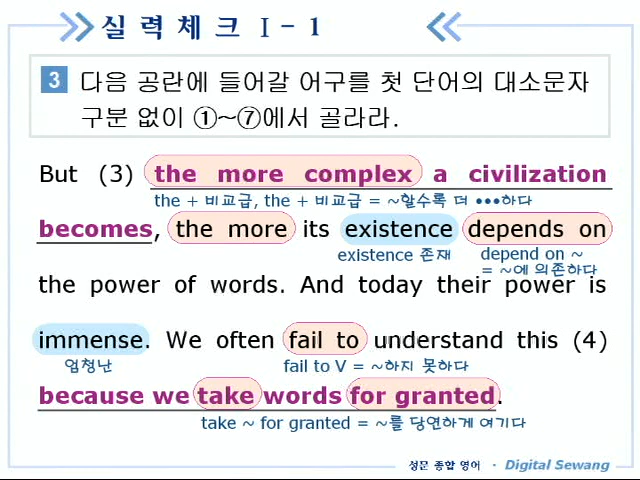 실력체크 I - 1
3 다음 공란에 들어갈 어구를 첫 단어의 대소문자
구분 없이 ①~⑦에서 골라라.
But (3) the more complex a civilization
the + 비교급, the + 비교급 = ~할수록 더 •••하다
becomes, the more its existence depends on
existence 존재 depend on ~
= ~에 의존하다
the power of words. And today their power is
immense. We often fail to understand this (4)
엄청난 fail to V = ~하지 못하다
because we take words for granted.
take ~ for granted = ~를 당연하게 여기다
성문 종합 영어 · Digital Sewang